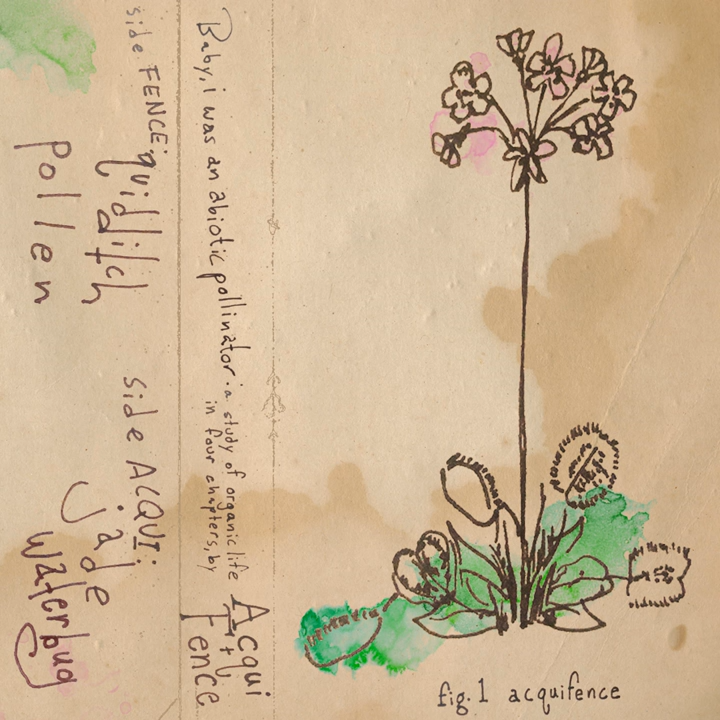 fig. 1 acquifence
Baby, i was an abiotic pollinator: a study of organic life
in four chapters, by
Acqui
Fence
side FENCE:
quidditch
pollen
side ACQUI:
jade
waterbug